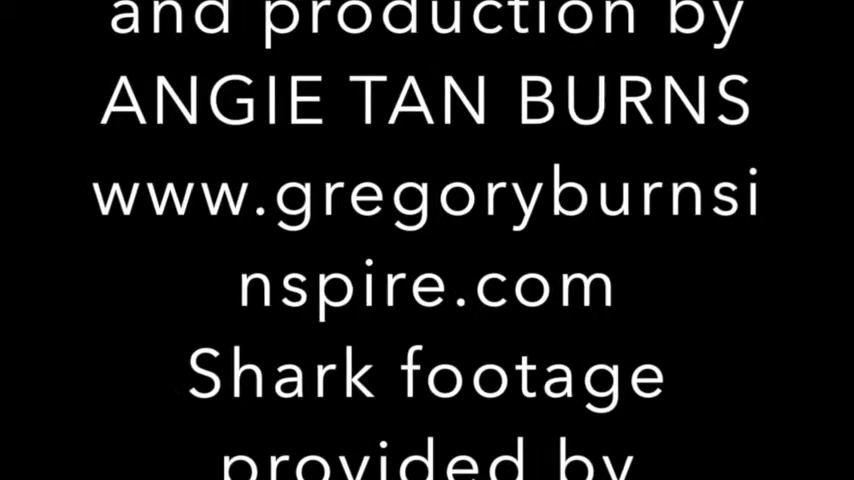 and production by
ANGIE TAN BURNS
www.gregoryburnsi
nspire.com
Shark footage
provided by